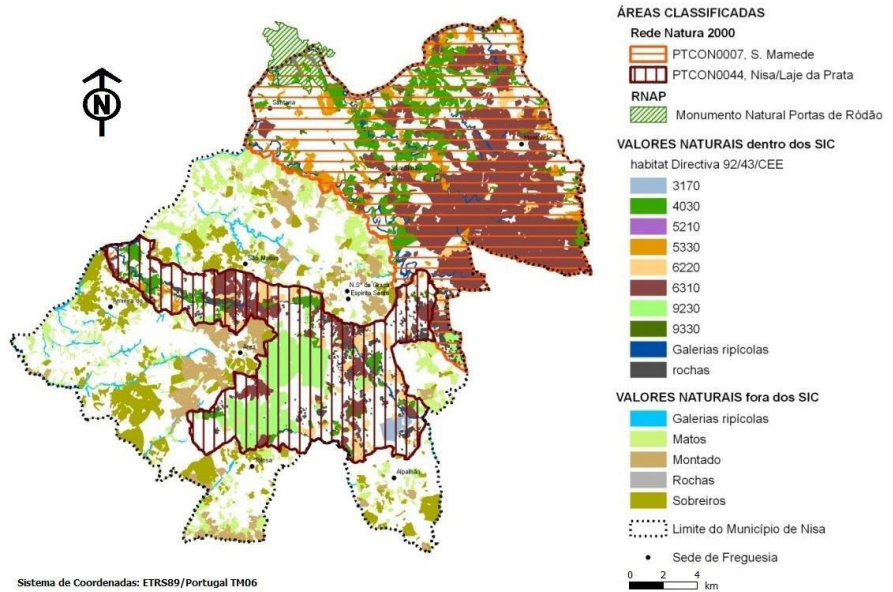 N
Santana
Montalvão
São Matias
N.Sª da Graça
Espírito Santo
Arez
Tolosa
Alpalhão
Sistema de Coordenadas: ETRS89/Portugal TM06
ÁREAS CLASSIFICADAS
Rede Natura 2000
PTCON0007, S. Mamede
PTCON0044, Nisa/Laje da Prata
RNAP
Monumento Natural Portas de Ródão
VALORES NATURAIS dentro dos SIC
habitat Directiva 92/43/CEE
3170
4030
5210
5330
6220
6310
9230
9330
Galerias ripícolas
rochas
VALORES NATURAIS fora dos SIC
Galerias ripícolas
Matos
Montado
Rochas
Sobreiros
Limite do Município de Nisa
Sede de Freguesia
0 2 4
km